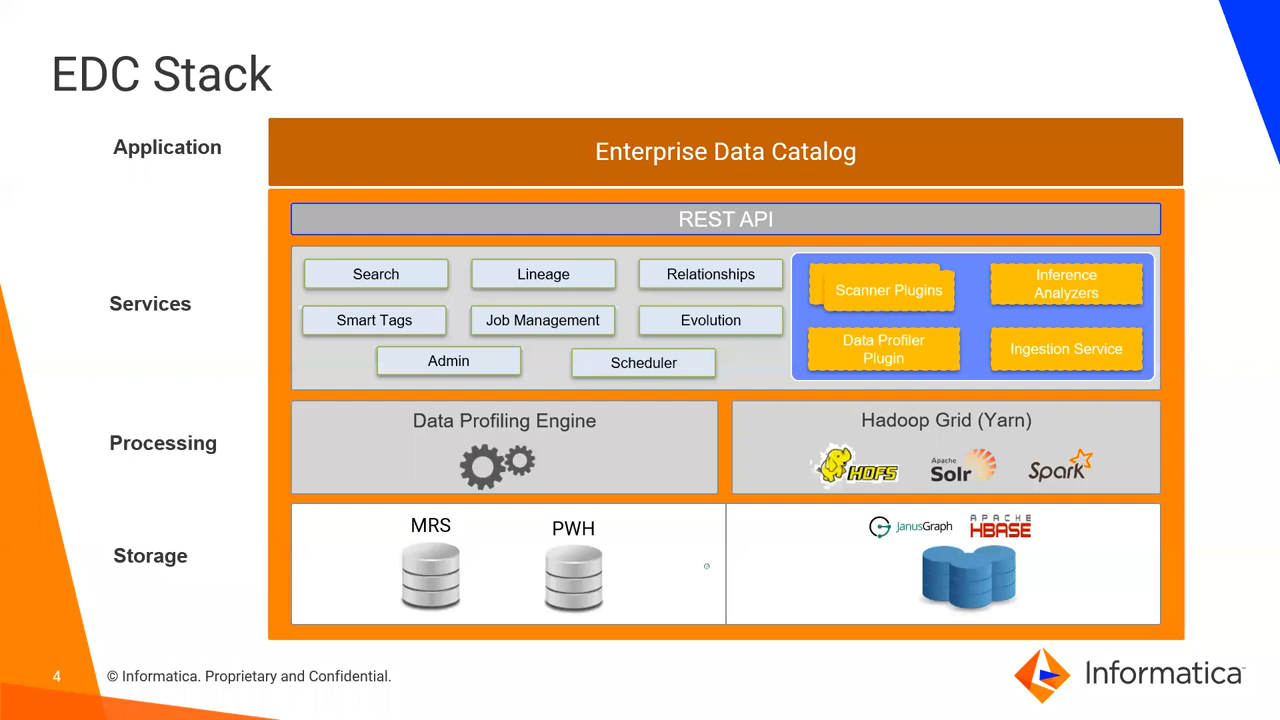 EDC Stack
Application
Enterprise Data Catalog
REST API
Services
Search
Lineage
Relationships
Smart Tags
Job Management
Evolution
Admin
Scheduler
Scanner Plugins
Inference
Analyzers
Data Profiler
Plugin
Ingestion Service
Processing
Data Profiling Engine
Hadoop Grid (Yarn)
HDFS
Apache
Solr
Spark
Storage
MRS
PWH
JanusGraph
APACHE
HBASE
4
© Informatica. Proprietary and Confidential.
Informatica™